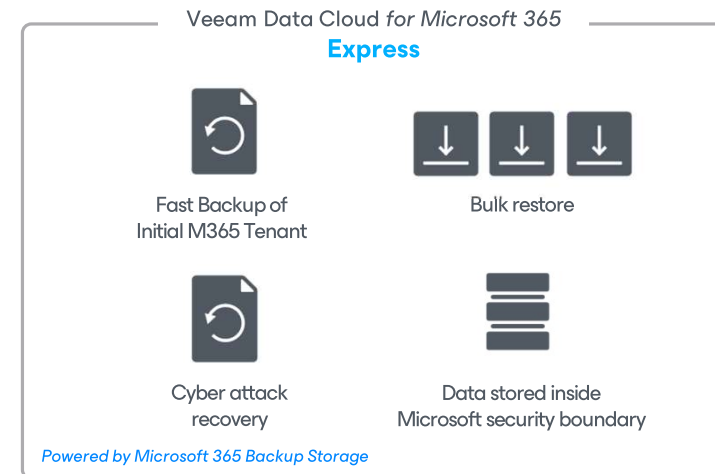 Veeam Data Cloud for Microsoft 365
Express
Fast Backup of
Initial M365 Tenant
Bulk restore
Cyber attack
recovery
Data stored inside
Microsoft security boundary
Powered by Microsoft 365 Backup Storage